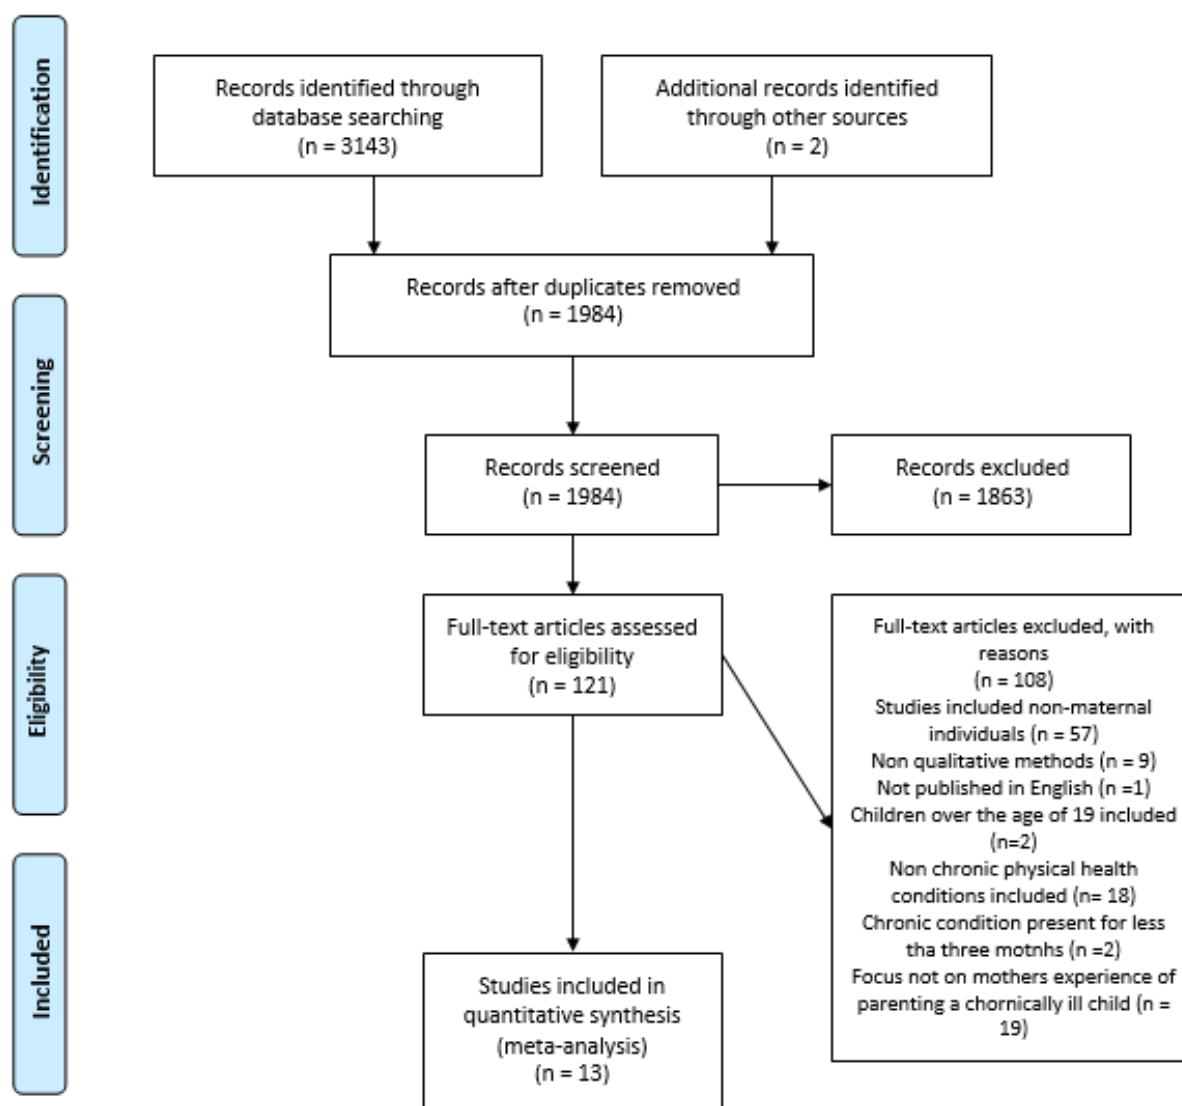 Identification
Records identified through
database searching
(n = 3143)
Additional records identified
through other sources
(n = 2)
Records after duplicates removed
(n = 1984)
Screening
Records screened
(n = 1984)
Records excluded
(n = 1863)
Eligibility
Full-text articles assessed
for eligibility
(n = 121)
Full-text articles excluded, with
reasons
(n = 108)
Studies included non-maternal
individuals (n = 57)
Non qualitative methods (n = 9)
Not published in English (n =1)
Children over the age of 19 included
(n=2)
Non chronic physical health
conditions included (n= 18)
Chronic condition present for less
tha three motnhs (n =2)
Focus not on mothers experience of
parenting a chornically ill child (n =
19)
Included
Studies included in
quantitative synthesis
(meta-analysis)
(n = 13)